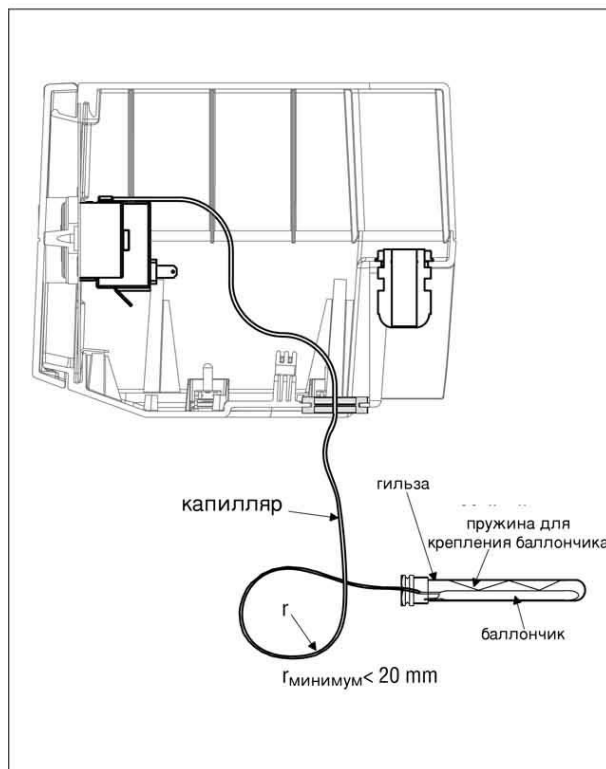 гильза
капилляр
пружина для
крепления баллончика
r
баллончик
rминимум< 20 mm